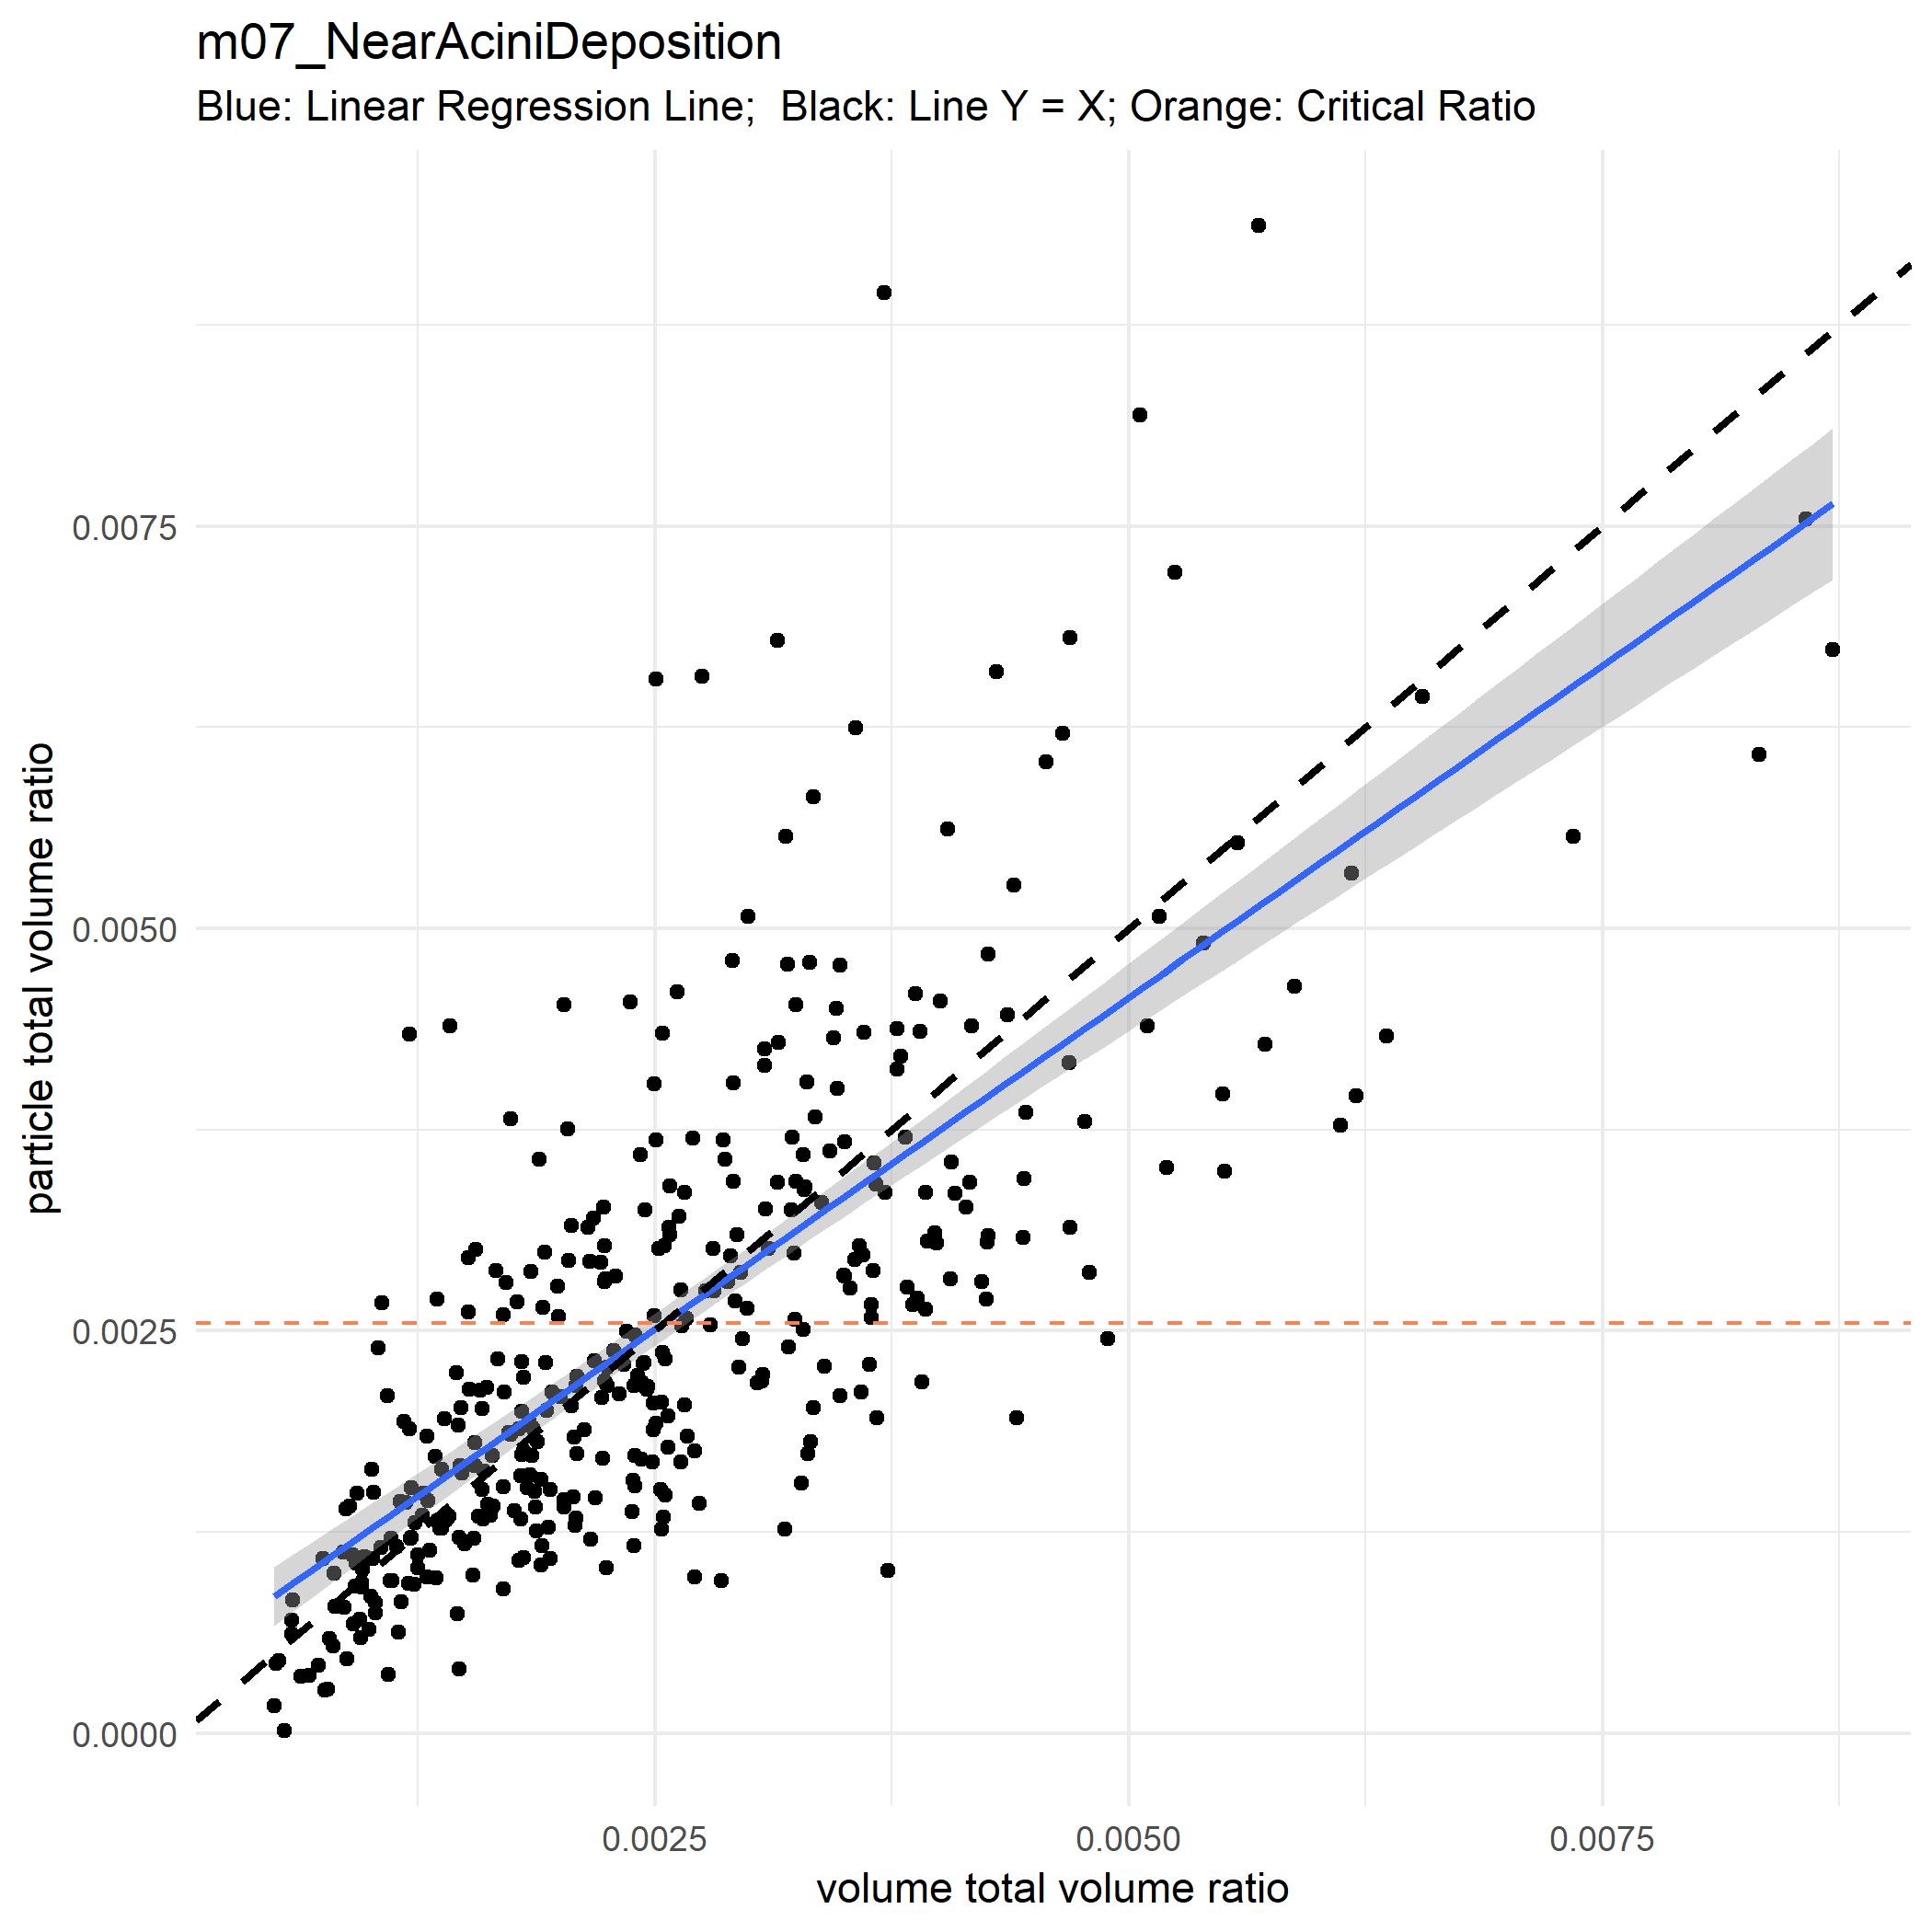 m07_NearAciniDeposition
Blue: Linear Regression Line;  Black: Line Y = X; Orange: Critical Ratio
particle total volume ratio
0.0075
0.0050
0.0025
0.0000
0.0025
0.0050
0.0075
volume total volume ratio